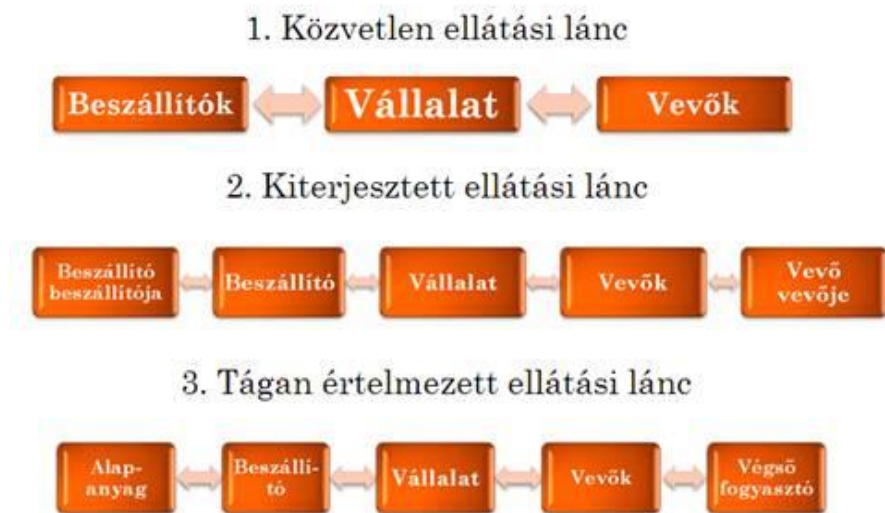 1. Közvetlen ellátási lánc
Beszállítók
Vállalat
Vevők
2. Kiterjesztett ellátási lánc
Beszállító
beszállítója
Beszállító
Vállalat
Vevők
Vevő
vevője
3. Tágan értelmezett ellátási lánc
Alap-
anyag
Beszállí-
tó
Vállalat
Vevők
Végső
fogyasztó